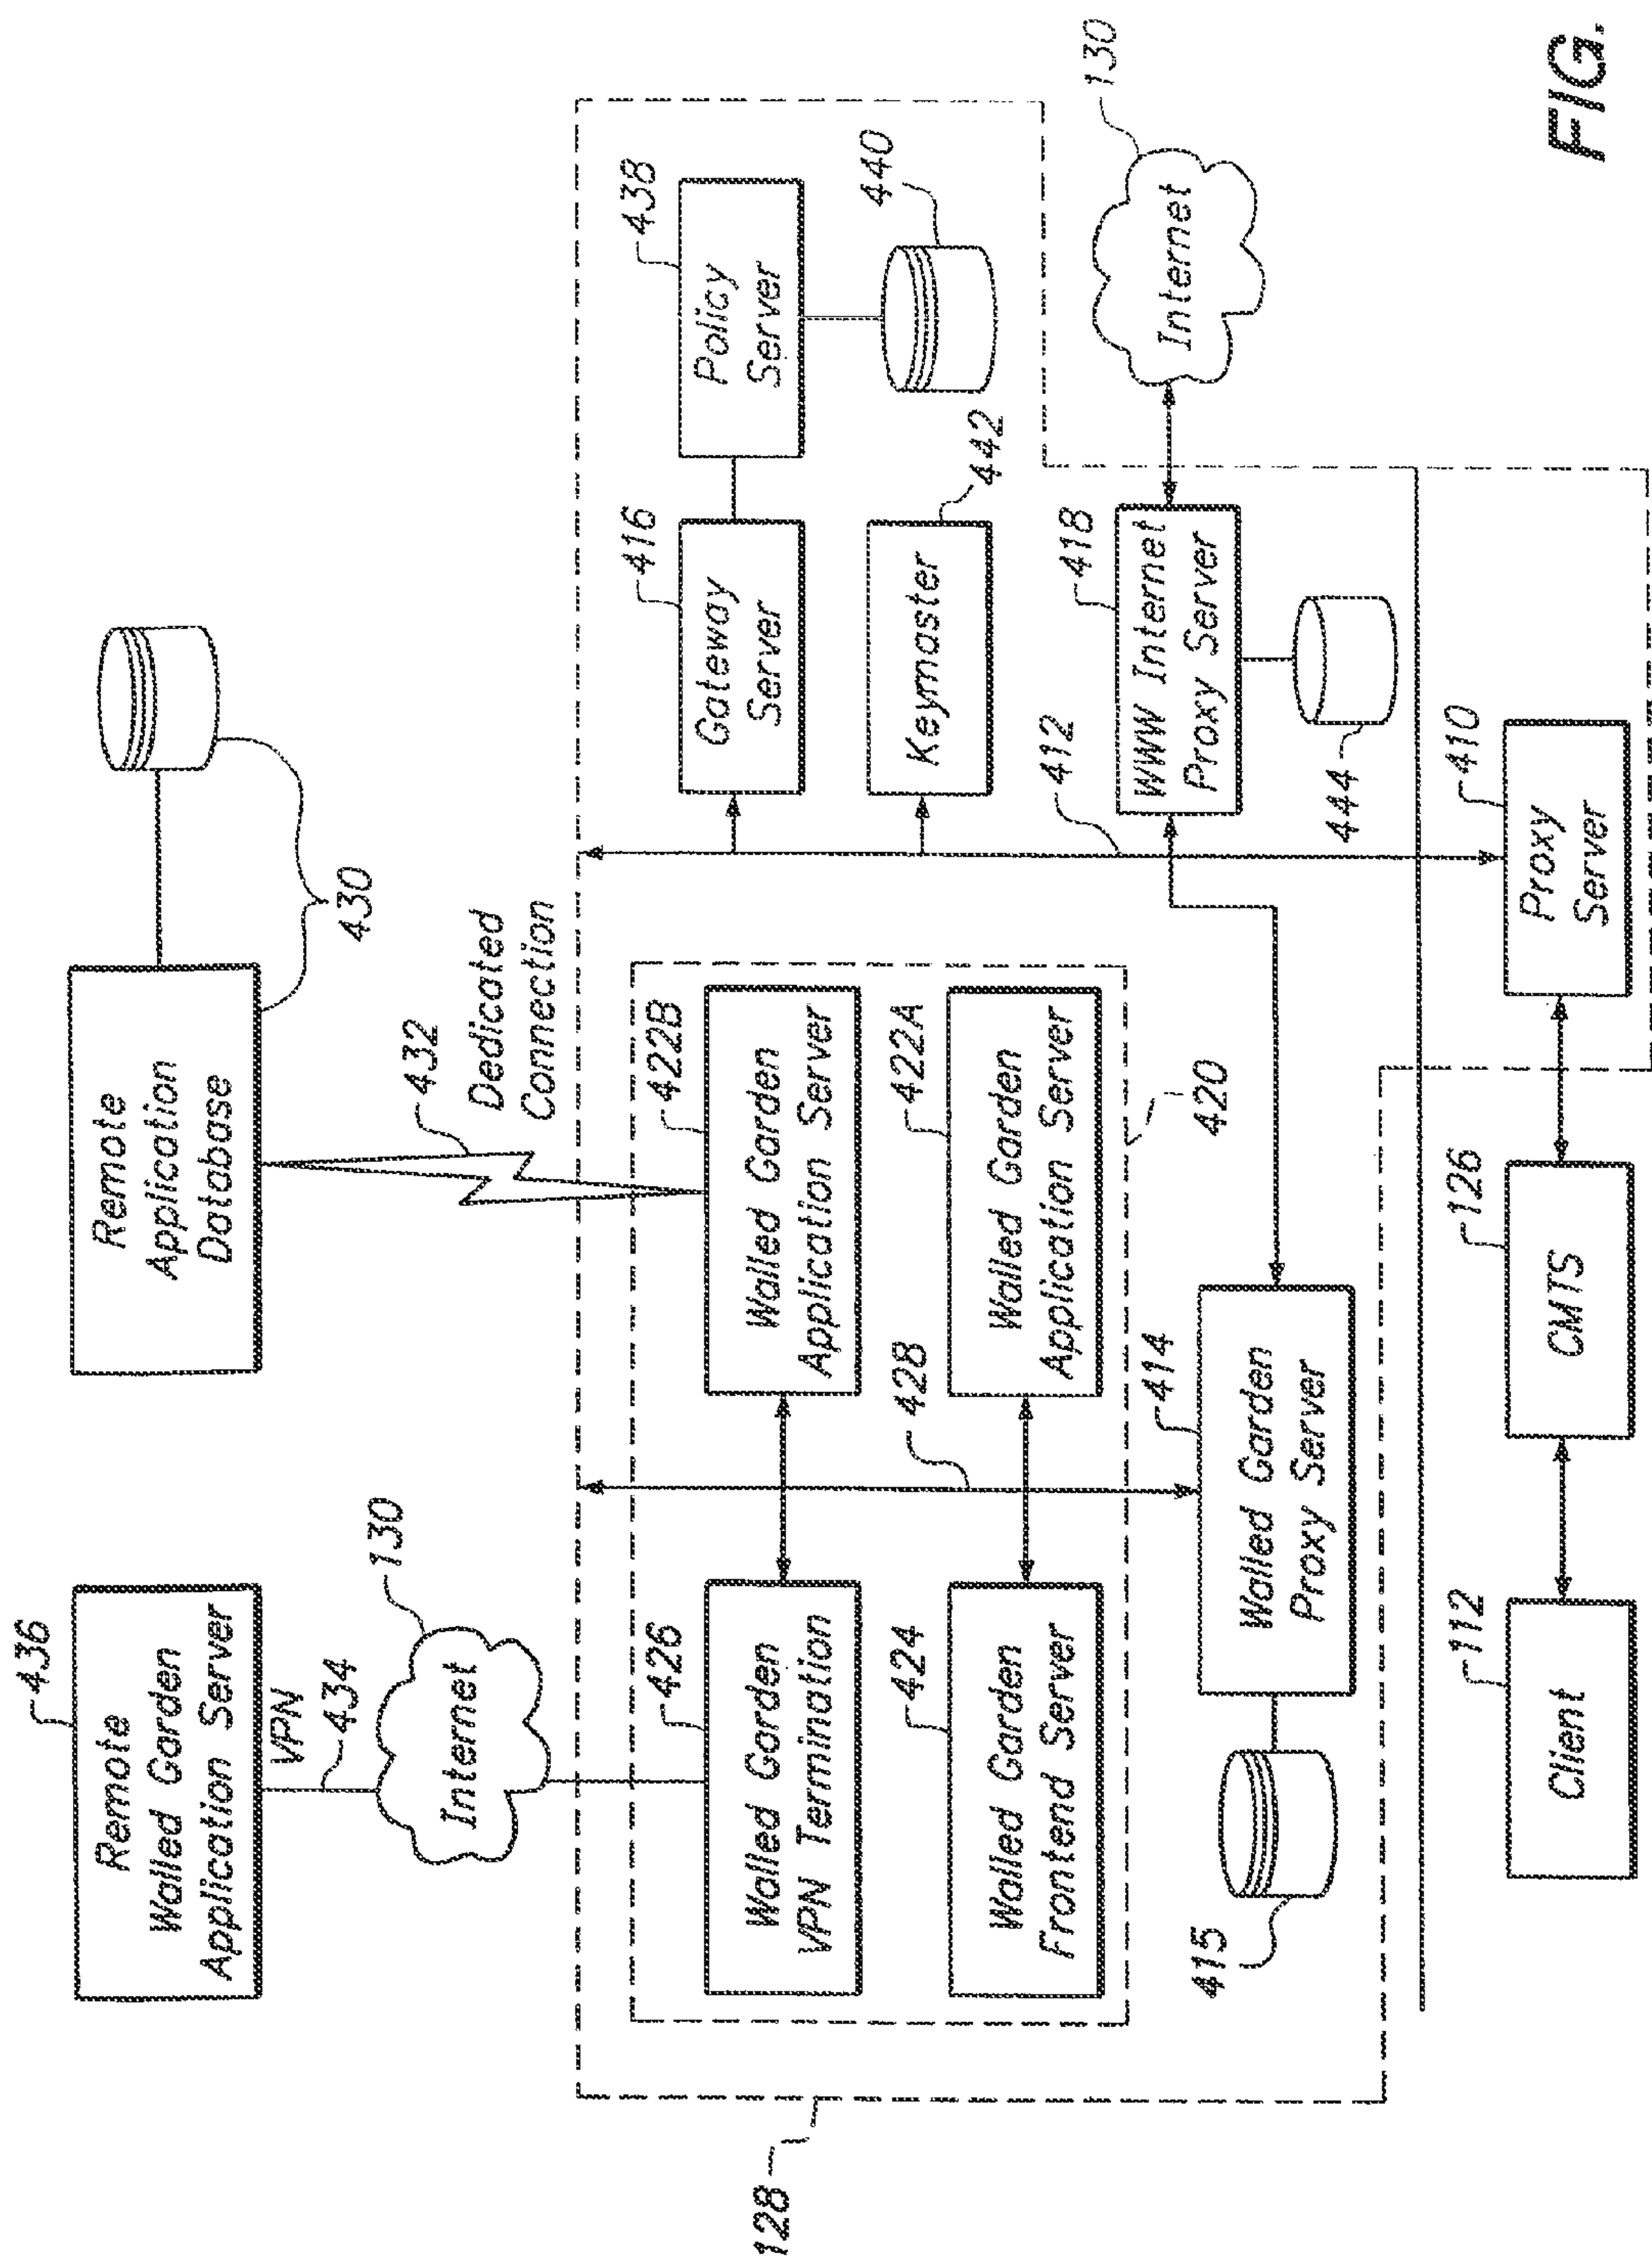 436
Remote
Walled Garden
Application Server
VPN
434
130
Internet
Remote
Application
Database
430
432
Dedicated
Connection
128
426
Walled Garden
VPN Termination
422B
Walled Garden
Application Server
424
Walled Garden
Frontend Server
428
422A
Walled Garden
Application Server
420
415
414
Walled Garden
Proxy Server
416
Gateway
Server
438
Policy
Server
440
Keymaster
442
412
418
WWW Internet
Proxy Server
444
130
Internet
112
Client
126
CMTS
410
Proxy
Server
FIG.